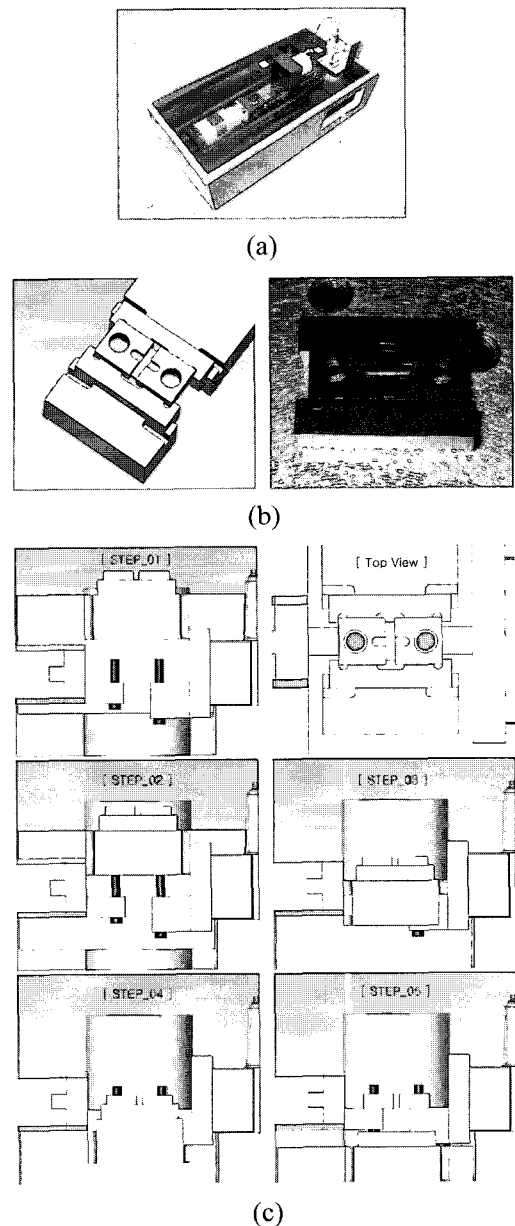 (a)
(b)
[ STEP_01 ]
[ Top View ]
[ STEP_02 ]
[ STEP_03 ]
[ STEP_04 ]
[ STEP_05 ]
(c)